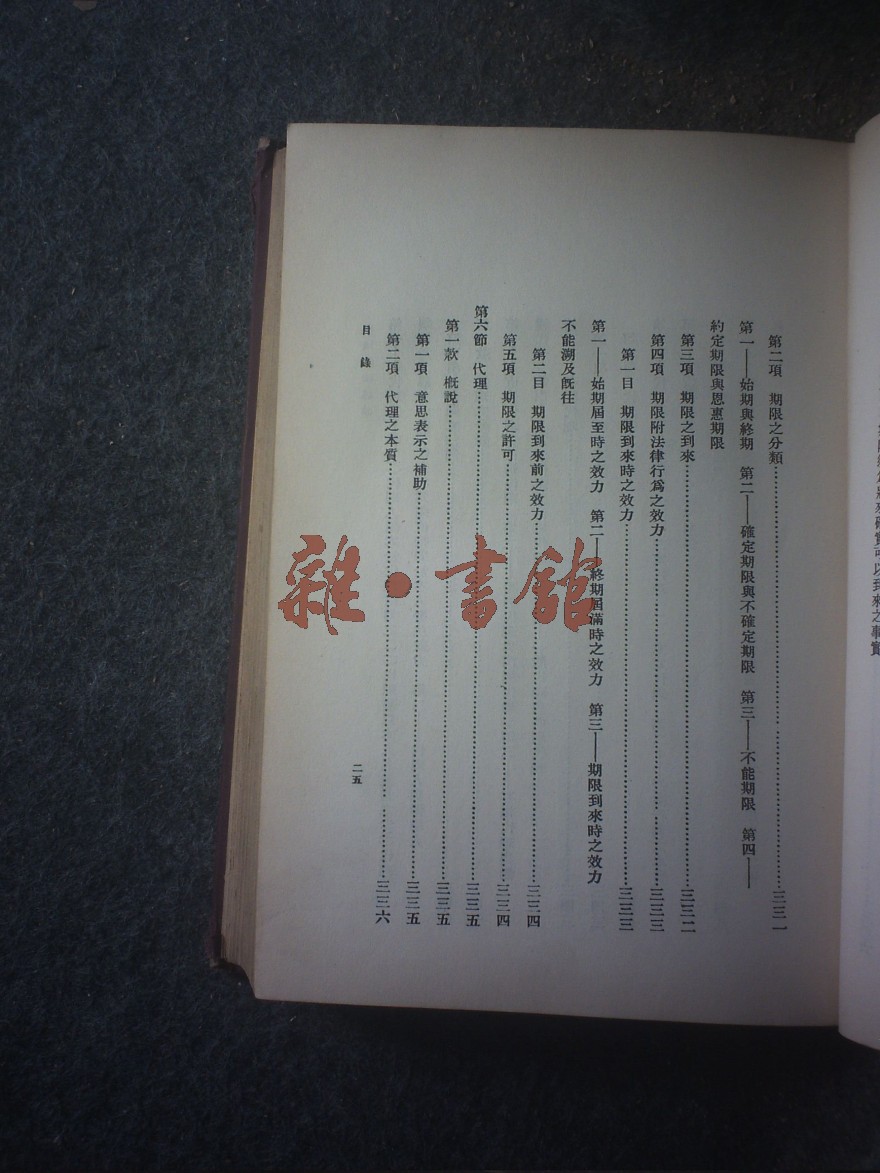 第二項　期限之分類……三三一
第一——始期與終期　第二——確定期限與不確定期限　第三——不能期限　第四——
約定期限與恩惠期限
第三項　期限之到來……三三二
第四項　期限附法律行爲之效力……三三三
第一目　期限到來時之效力……三三三
第一——始期屆至時之效力　第二——終期屆滿時之效力　第三——期限到來時之效力
不能溯及旣往
第二目　期限到來前之效力……三三四
第五項　期限之許可……三三四
第六節　代理……三三五
第一款　概說……三三五
第一項　意思表示之補助……三三五
第二項　代理之本質……三三六
目錄
二五
雜·書館